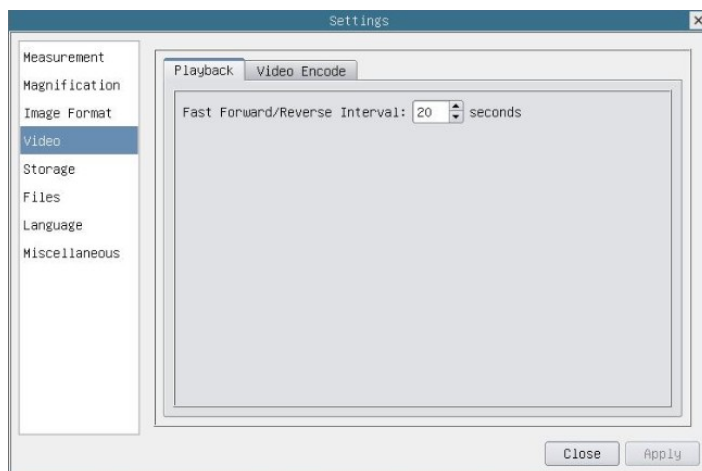 Settings
Measurement
Magnification
Image Format
Video
Storage
Files
Language
Miscellaneous
Playback
Video Encode
Fast Forward/Reverse Interval: 20 seconds
Close
Apply